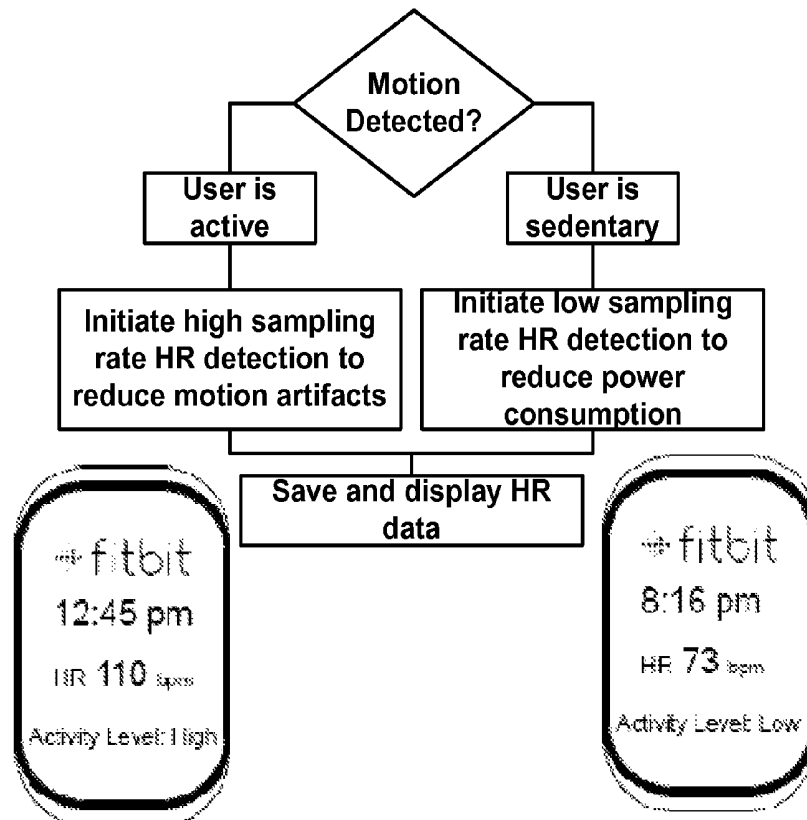 Motion
Detected?
User is
active
User is
sedentary
Initiate high sampling
rate HR detection to
reduce motion artifacts
Initiate low sampling
rate HR detection to
reduce power
consumption
Save and display HR
data
fitbit
12:45 pm
HR 110 bpm
Activity Level: High
fitbit
8:16 pm
HR 73 bpm
Activity Level: Low